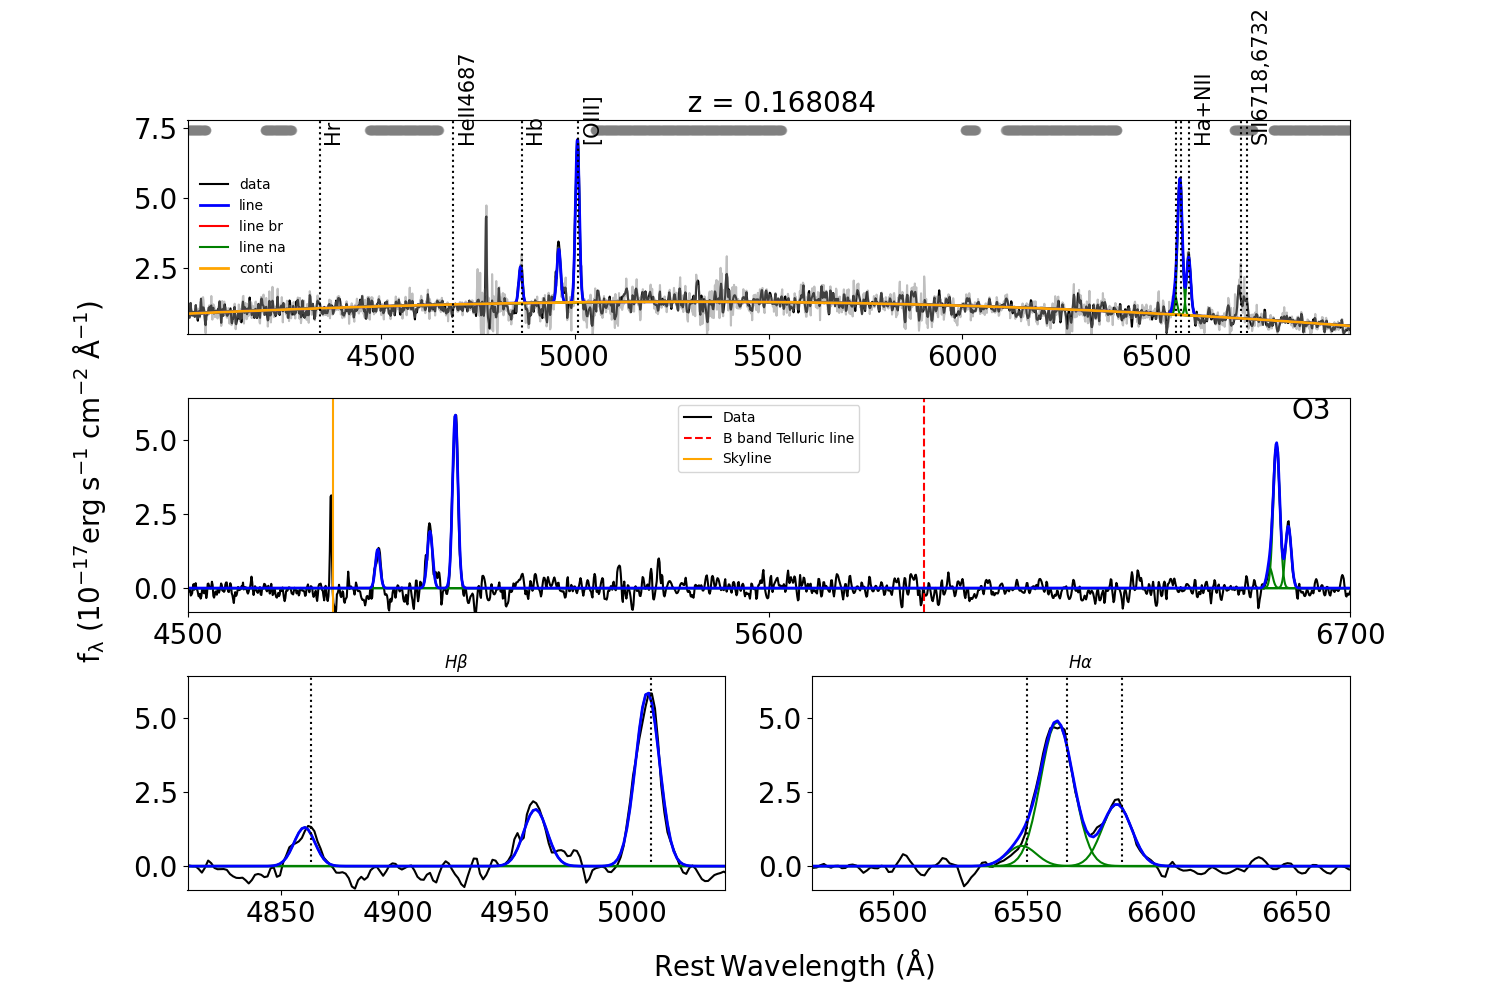 z = 0.168084
Hr
HeII4687
Hb
[OIII]
Ha+NII
SII6718,6732
7.5
5.0
2.5
data
line
line br
line na
conti
4500 5000 5500 6000 6500
f_λ (10^−17 erg s^−1 cm^−2 Å^−1)
O3
5.0
2.5
0.0
Data
B band Telluric line
Skyline
4500 5600 6700
Hβ
5.0
2.5
0.0
4850 4900 4950 5000
Hα
5.0
2.5
0.0
6500 6550 6600 6650
Rest Wavelength (Å)